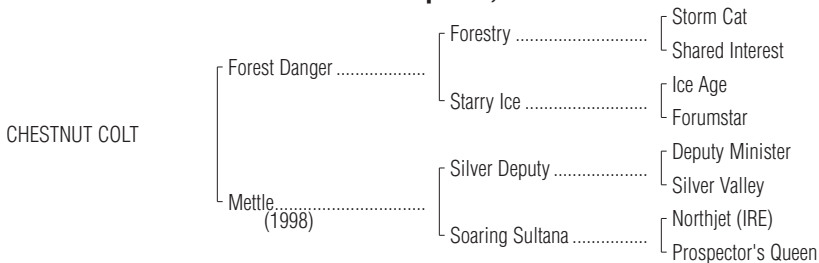 Storm Cat
Forestry ........................
Shared Interest
Forest Danger ...................
Ice Age
Starry Ice ........................
Forumstar
CHESTNUT COLT
Deputy Minister
Silver Deputy ..................
Silver Valley
Mettle..............................
(1998)
Northjet (IRE)
Soaring Sultana ...............
Prospector's Queen